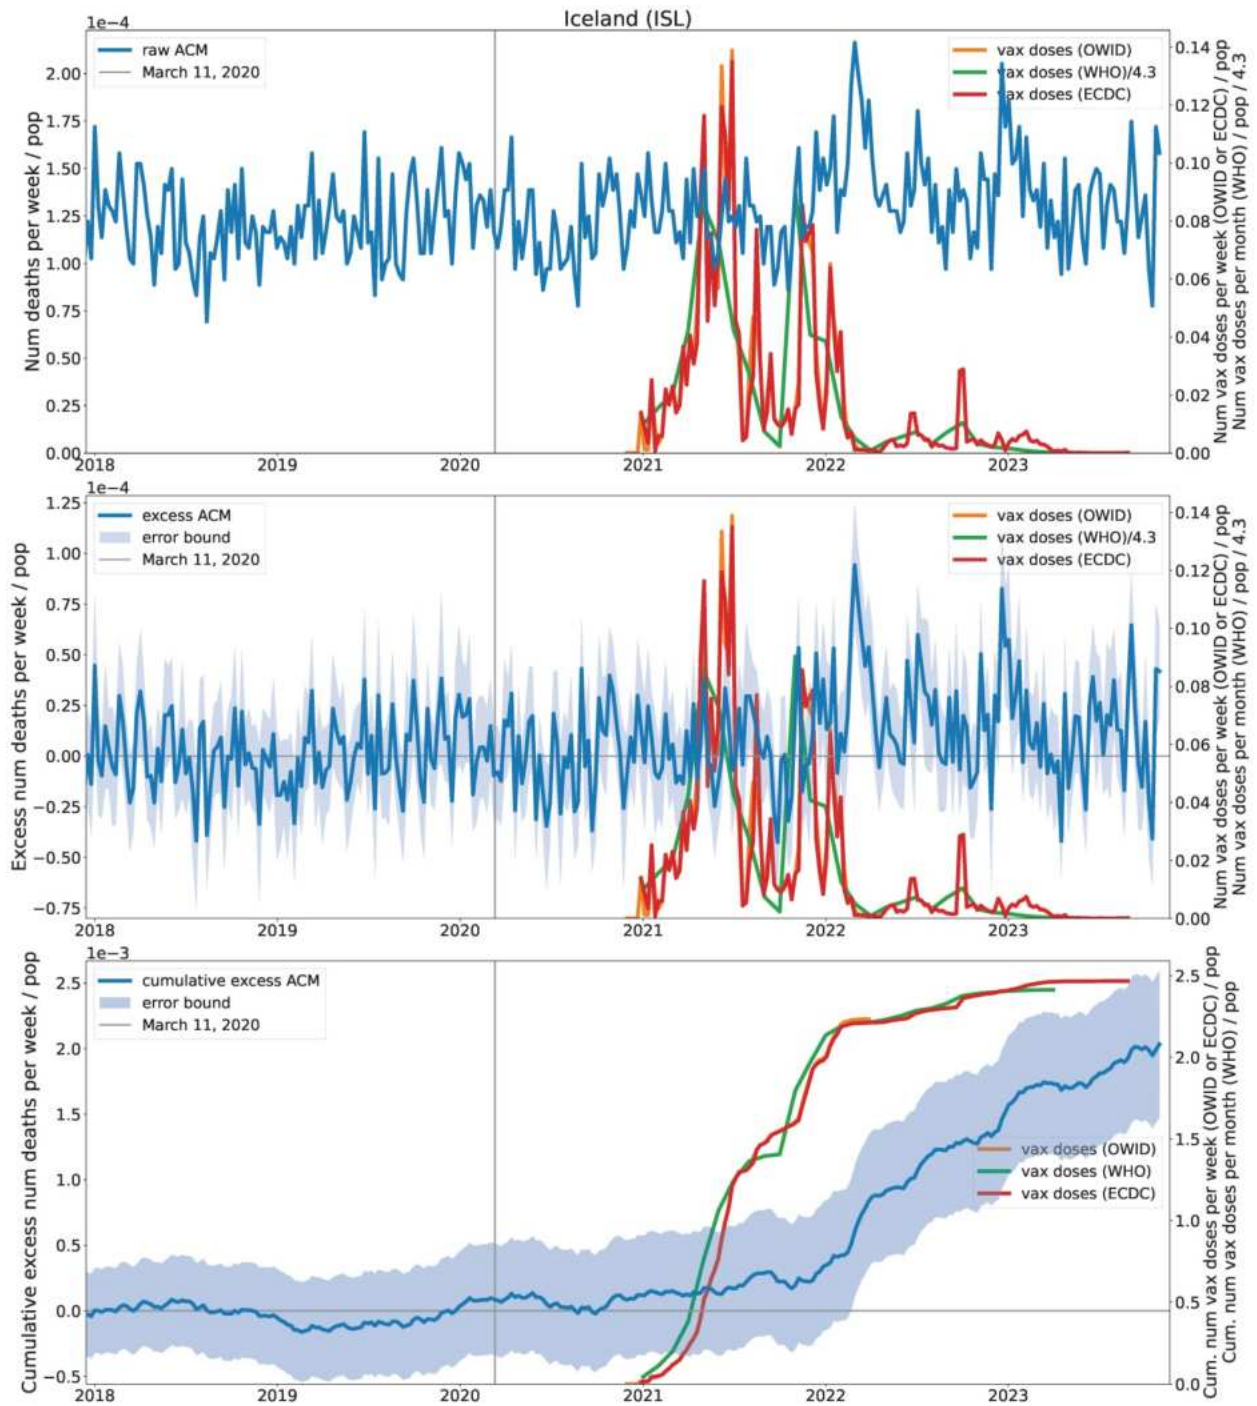 Iceland (ISL)
1e−4
raw ACM
March 11, 2020
vax doses (OWID)
vax doses (WHO)/4.3
vax doses (ECDC)
2.00
1.75
1.50
1.25
1.00
0.75
0.50
0.25
0.00
Num deaths per week / pop
0.14
0.12
0.10
0.08
0.06
0.04
0.02
0.00
Num vax doses per week (OWID or ECDC) / pop
Num vax doses per month (WHO) / pop / 4.3
2018 2019 2020 2021 2022 2023
1e−4
excess ACM
error bound
March 11, 2020
vax doses (OWID)
vax doses (WHO)/4.3
vax doses (ECDC)
1.25
1.00
0.75
0.50
0.25
0.00
−0.25
−0.50
−0.75
Excess num deaths per week / pop
0.14
0.12
0.10
0.08
0.06
0.04
0.02
0.00
Num vax doses per week (OWID or ECDC) / pop
Num vax doses per month (WHO) / pop / 4.3
2018 2019 2020 2021 2022 2023
1e−3
cumulative excess ACM
error bound
March 11, 2020
vax doses (OWID)
vax doses (WHO)
vax doses (ECDC)
2.5
2.0
1.5
1.0
0.5
0.0
−0.5
Cumulative excess num deaths per week / pop
2.5
2.0
1.5
1.0
0.5
0.0
Cum. num vax doses per week (OWID or ECDC) / pop
Cum. num vax doses per month (WHO) / pop
2018 2019 2020 2021 2022 2023